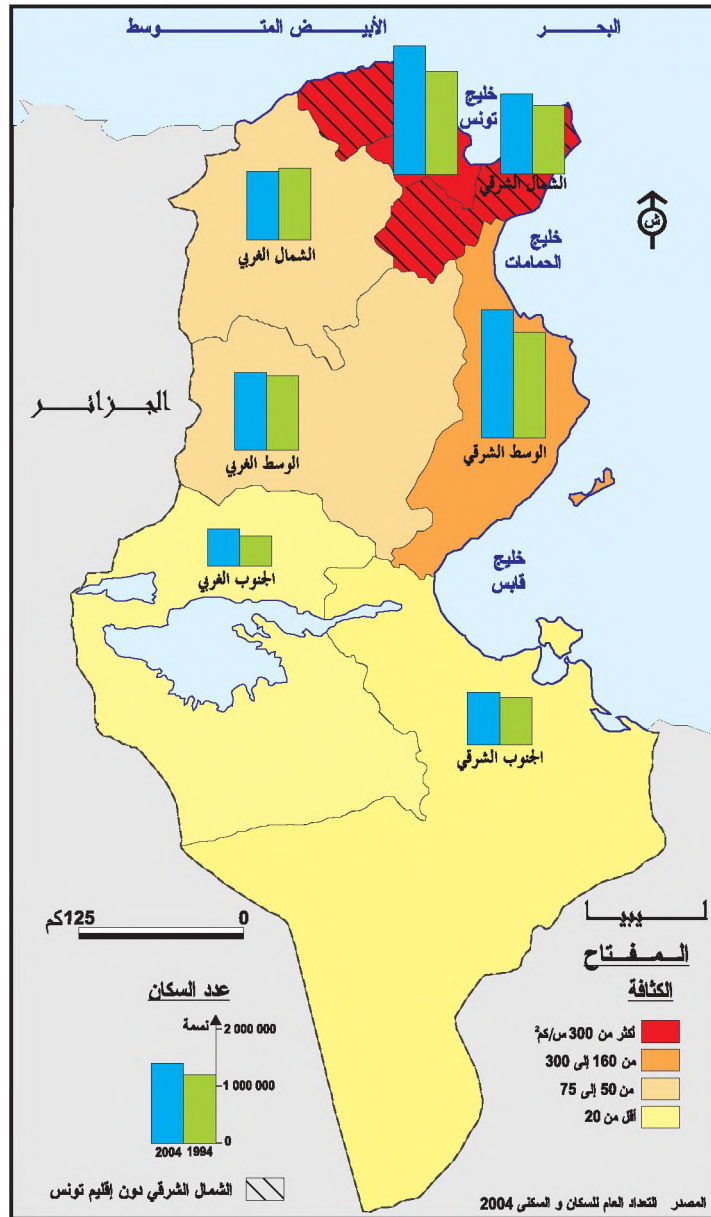 البحر الأبيض المتوسط
خليج
تونس
الشمال الشرقي
الشمال الغربي
ش
خليج
الحمامات
الجزائر
الوسط الغربي
الوسط الشرقي
خليج
قابس
الجنوب الغربي
الجنوب الشرقي
ليبيا
125كم 0
المفتاح
الكثافة
أكثر من 300 س/كم²
من 160 إلى 300
من 50 إلى 75
أقل من 20
عدد السكان
نسمة
2 000 000
1 000 000
0
2004 1994
الشمال الشرقي دون إقليم تونس
المصدر التعداد العام للسكان و السكنى 2004